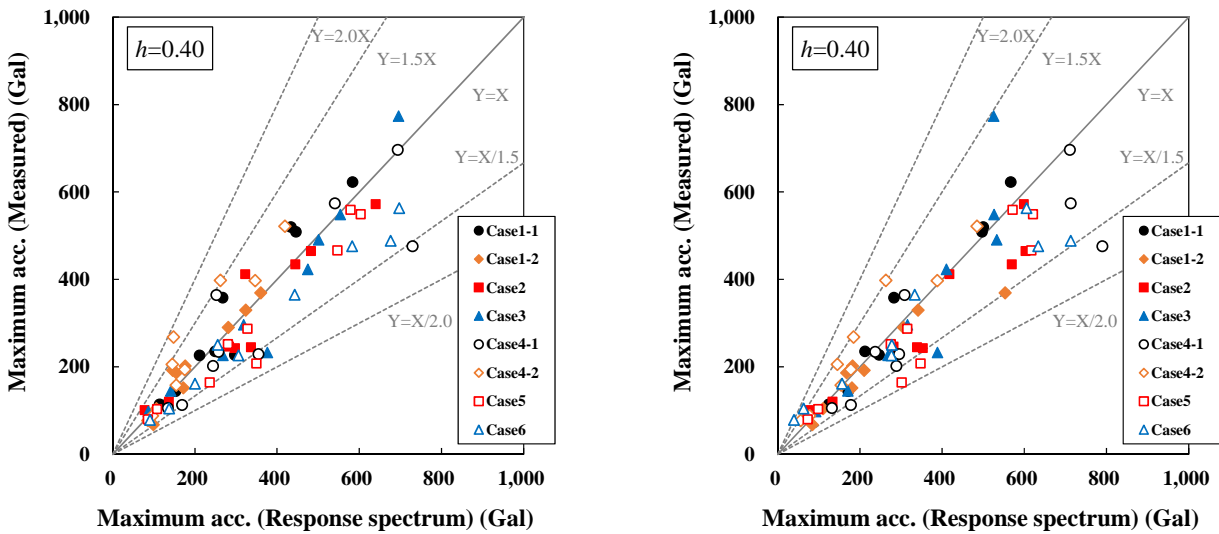 1,000
800
600
400
200
0
Maximum acc. (Measured) (Gal)
h=0.40
Y=2.0X
Y=1.5X
Y=X
Y=X/1.5
Y=X/2.0
Case1-1
Case1-2
Case2
Case3
Case4-1
Case4-2
Case5
Case6
0 200 400 600 800 1,000
Maximum acc. (Response spectrum) (Gal)
1,000
800
600
400
200
0
Maximum acc. (Measured) (Gal)
h=0.40
Y=2.0X
Y=1.5X
Y=X
Y=X/1.5
Y=X/2.0
Case1-1
Case1-2
Case2
Case3
Case4-1
Case4-2
Case5
Case6
0 200 400 600 800 1,000
Maximum acc. (Response spectrum) (Gal)